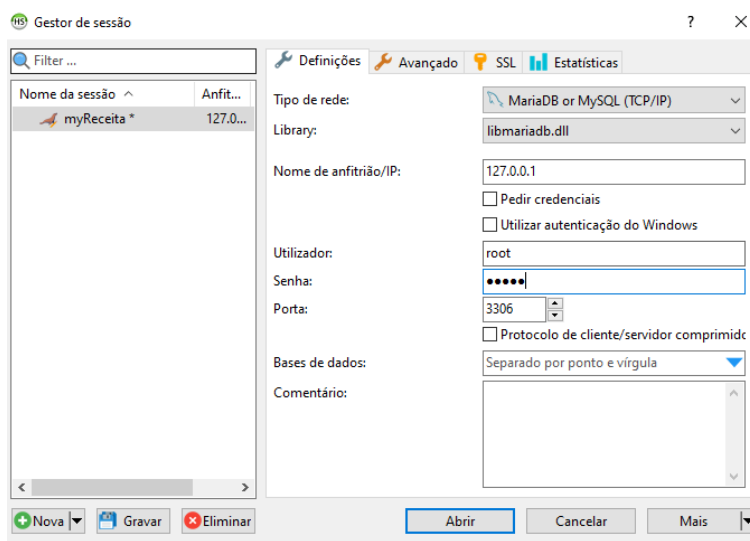 HS Gestor de sessão ? ×
Filter ...
Nome da sessão Anfit...
myReceita * 127.0...
Definições Avançado SSL Estatísticas
Tipo de rede: MariaDB or MySQL (TCP/IP)
Library: libmariadb.dll
Nome de anfitrião/IP: 127.0.0.1
Pedir credenciais
Utilizar autenticação do Windows
Utilizador: root
Senha: •••••
Porta: 3306
Protocolo de cliente/servidor comprimido
Bases de dados: Separado por ponto e vírgula
Comentário:
Nova Gravar Eliminar Abrir Cancelar Mais